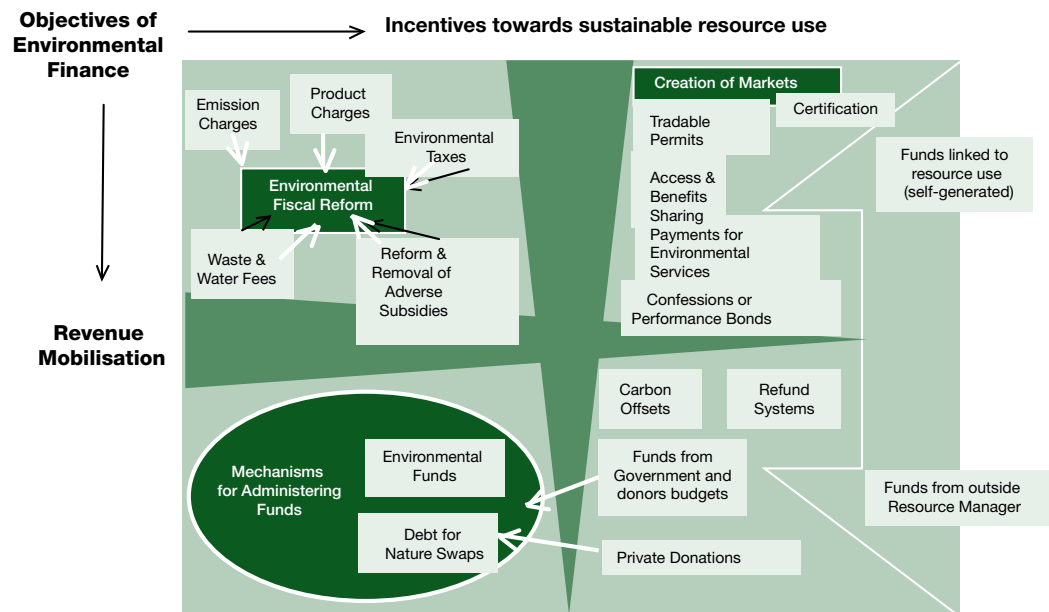 Objectives of
Environmental
Finance
Incentives towards sustainable resource use
Revenue
Mobilisation
Emission
Charges
Product
Charges
Environmental
Taxes
Environmental
Fiscal Reform
Waste &
Water Fees
Reform &
Removal of
Adverse
Subsidies
Creation of Markets
Certification
Tradable
Permits
Access &
Benefits
Sharing
Payments for
Environmental
Services
Confessions or
Performance Bonds
Funds linked to
resource use
(self-generated)
Carbon
Offsets
Refund
Systems
Mechanisms
for Administering
Funds
Environmental
Funds
Debt for
Nature Swaps
Funds from
Government and
donors budgets
Private Donations
Funds from outside
Resource Manager